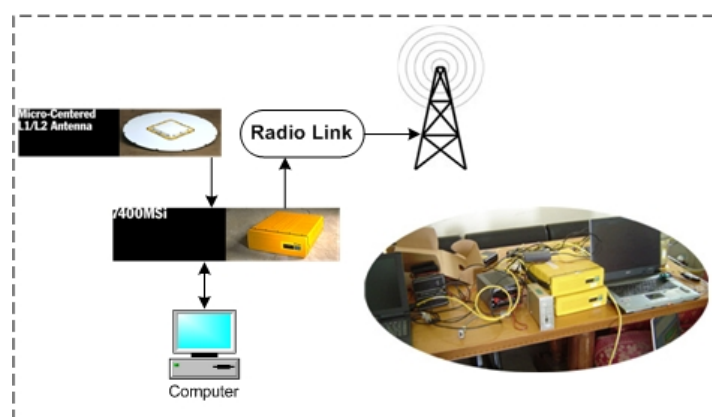 Micro-Centered
L1/L2 Antenna
Radio Link
7400MSi
Computer